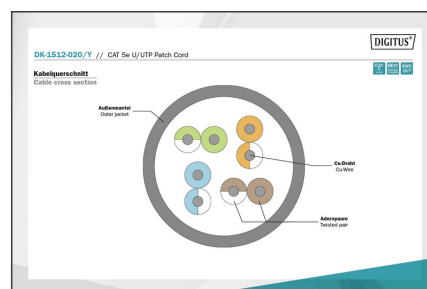 DIGITUS®
DK-1512-020/Y // CAT 5e U/UTP Patch Cord
Kabelquerschnitt
Cable cross section
Außenmantel
Outer jacket
Cu-Draht
Cu-Wire
Adernpaare
Twisted pair